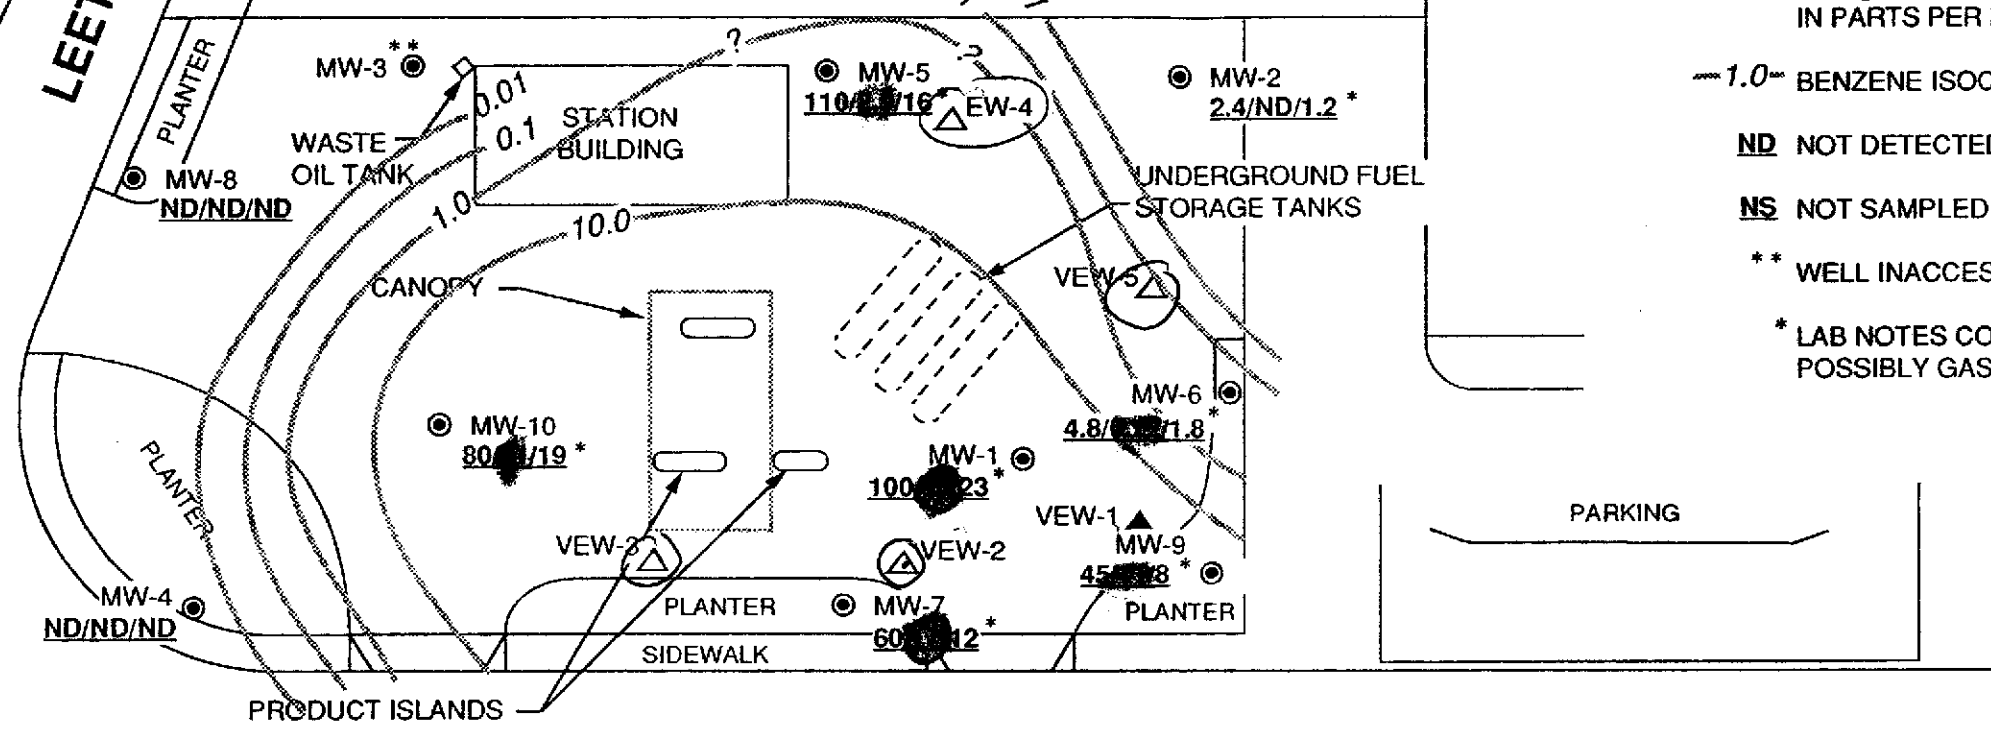 LEET
PLANTER
MW-3 **
WASTE
OIL TANK
MW-8
ND/ND/ND
0.01
0.1
1.0
10.0
?
?
STATION
BUILDING
MW-5
110/ /16 *
EW-4
MW-2
2.4/ND/1.2 *
UNDERGROUND FUEL
STORAGE TANKS
CANOPY
VEW-5
MW-6
4.8/ /1.8 *
MW-10
80/ /19 *
MW-1
100 23 *
VEW-1
MW-9
45/ /8 *
VEW-3
VEW-2
PLANTER
MW-4
ND/ND/ND
PLANTER
MW-7
60 12 *
PLANTER
SIDEWALK
PRODUCT ISLANDS
PARKING
IN PARTS PER
1.0 BENZENE ISOC
ND NOT DETECTED
NS NOT SAMPLED
** WELL INACCES
* LAB NOTES CO
POSSIBLY GAS